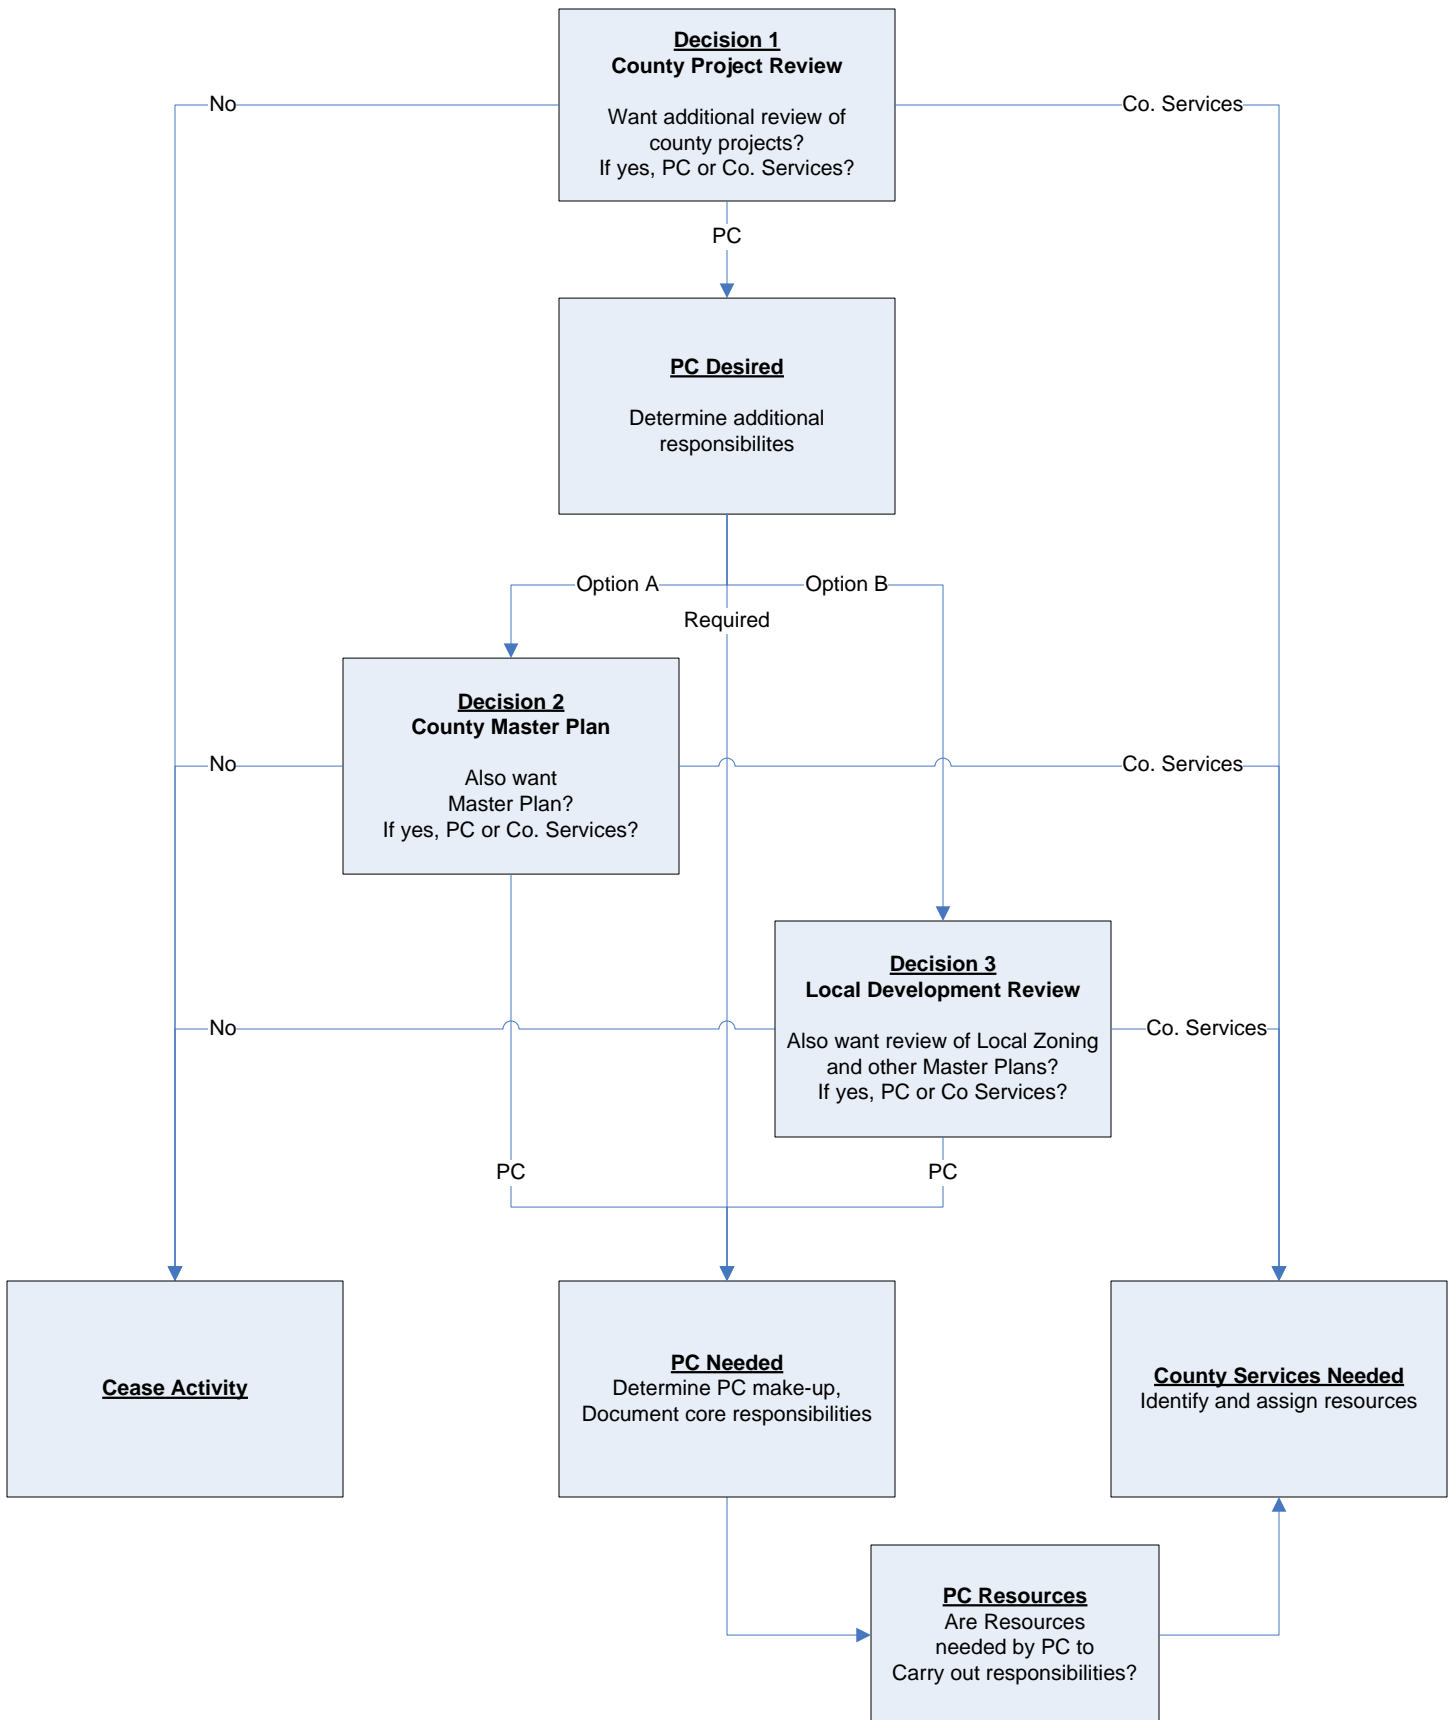 Decision 1
County Project Review
Want additional review of
county projects?
If yes, PC or Co. Services?
No
Co. Services
PC
PC Desired
Determine additional
responsibilites
Option A
Option B
Required
Decision 2
County Master Plan
Also want
Master Plan?
If yes, PC or Co. Services?
No
Co. Services
Decision 3
Local Development Review
Also want review of Local Zoning
and other Master Plans?
If yes, PC or Co Services?
No
Co. Services
PC
PC
Cease Activity
PC Needed
Determine PC make-up,
Document core responsibilities
County Services Needed
Identify and assign resources
PC Resources
Are Resources
needed by PC to
Carry out responsibilities?